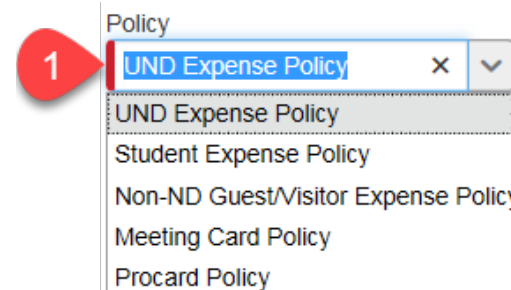 Policy
1
UND Expense Policy
UND Expense Policy
Student Expense Policy
Non-ND Guest/Visitor Expense Policy
Meeting Card Policy
Procard Policy